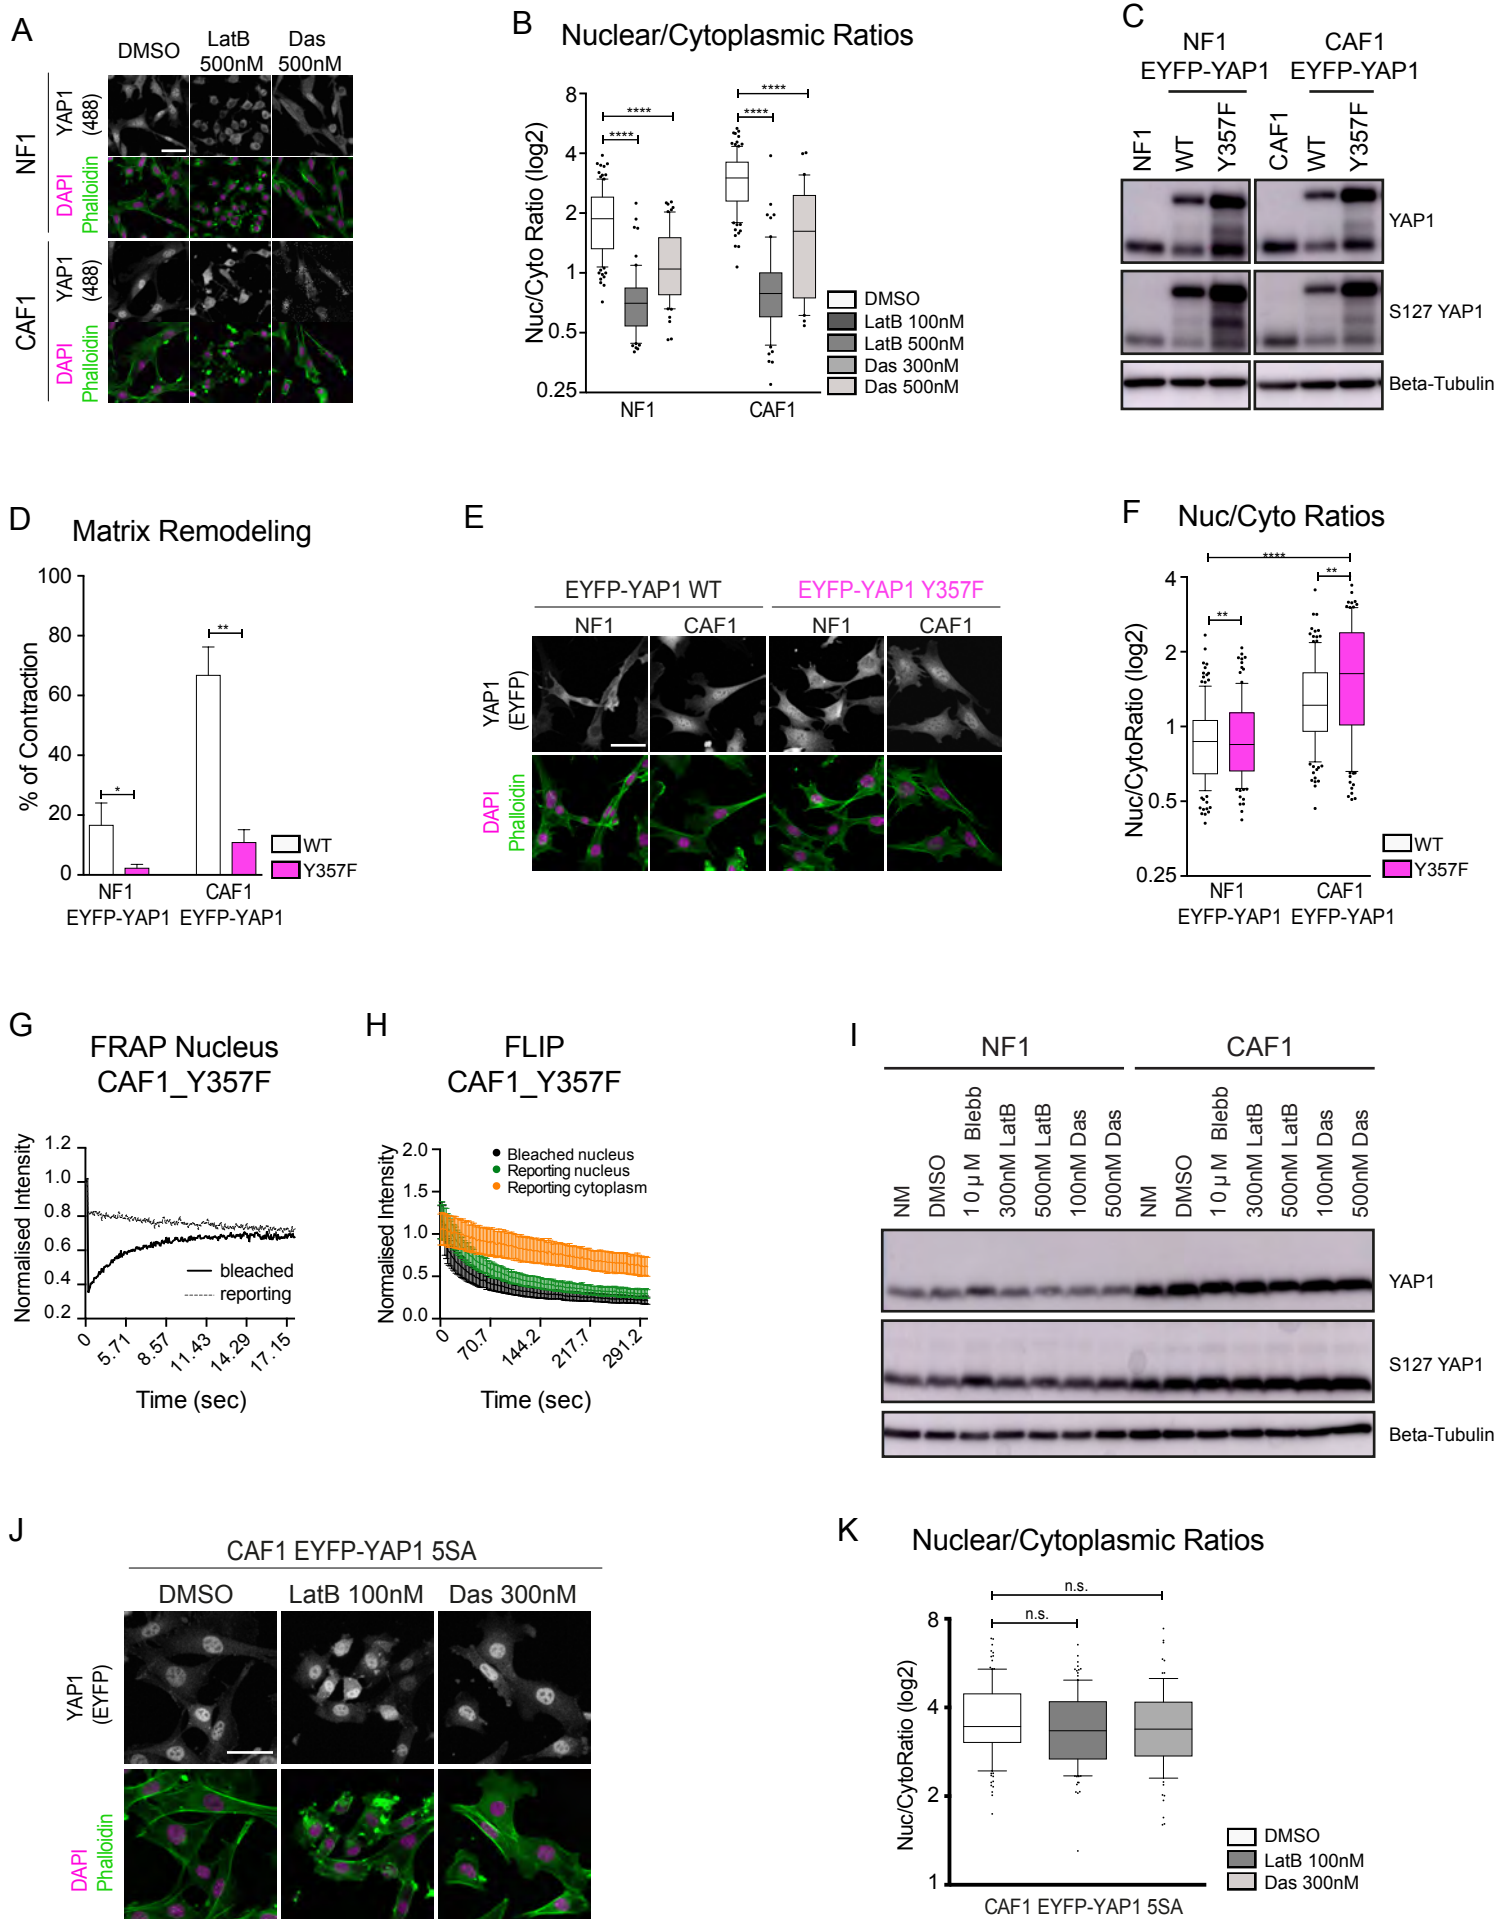 A
DMSO
LatB
500nM
Das
500nM
NF1
YAP1
(488)
DAPI
Phalloidin
CAF1
YAP1
(488)
DAPI
Phalloidin
B
Nuclear/Cytoplasmic Ratios
Nuc/Cyto Ratio (log2)
8
4
2
1
0.5
0.25
****
****
****
****
NF1
CAF1
DMSO
LatB 100nM
LatB 500nM
Das 300nM
Das 500nM
C
NF1
EYFP-YAP1
CAF1
EYFP-YAP1
NF1
WT
Y357F
CAF1
WT
Y357F
YAP1
S127 YAP1
Beta-Tubulin
D
Matrix Remodeling
% of Contraction
100
80
60
40
20
0
*
**
NF1
EYFP-YAP1
CAF1
EYFP-YAP1
WT
Y357F
E
EYFP-YAP1 WT
EYFP-YAP1 Y357F
NF1
CAF1
NF1
CAF1
YAP1
(EYFP)
DAPI
Phalloidin
F
Nuc/Cyto Ratios
Nuc/CytoRatio (log2)
4
2
1
0.5
0.25
****
**
**
NF1
EYFP-YAP1
CAF1
EYFP-YAP1
WT
Y357F
G
FRAP Nucleus
CAF1_Y357F
Normalised Intensity
1.2
1.0
0.8
0.6
0.4
0.2
bleached
reporting
0
5.71
8.57
11.43
14.29
17.15
Time (sec)
H
FLIP
CAF1_Y357F
Normalised Intensity
2.0
1.5
1.0
0.5
0.0
Bleached nucleus
Reporting nucleus
Reporting cytoplasm
0
70.7
144.2
217.7
291.2
Time (sec)
I
NF1
CAF1
NM
DMSO
10 µM Blebb
300nM LatB
500nM LatB
100nM Das
500nM Das
NM
DMSO
10 µM Blebb
300nM LatB
500nM LatB
100nM Das
500nM Das
YAP1
S127 YAP1
Beta-Tubulin
J
CAF1 EYFP-YAP1 5SA
DMSO
LatB 100nM
Das 300nM
YAP1
(EYFP)
DAPI
Phalloidin
K
Nuclear/Cytoplasmic Ratios
Nuc/CytoRatio (log2)
8
4
2
1
n.s.
n.s.
CAF1 EYFP-YAP1 5SA
DMSO
LatB 100nM
Das 300nM